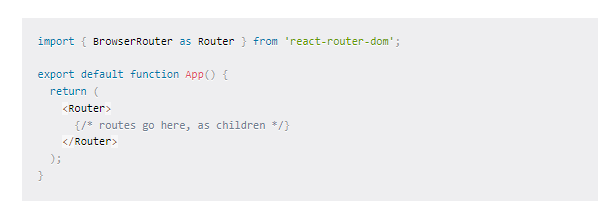 import { BrowserRouter as Router } from 'react-router-dom';
export default function App() {
return (
<Router>
{/* routes go here, as children */}
</Router>
);
}